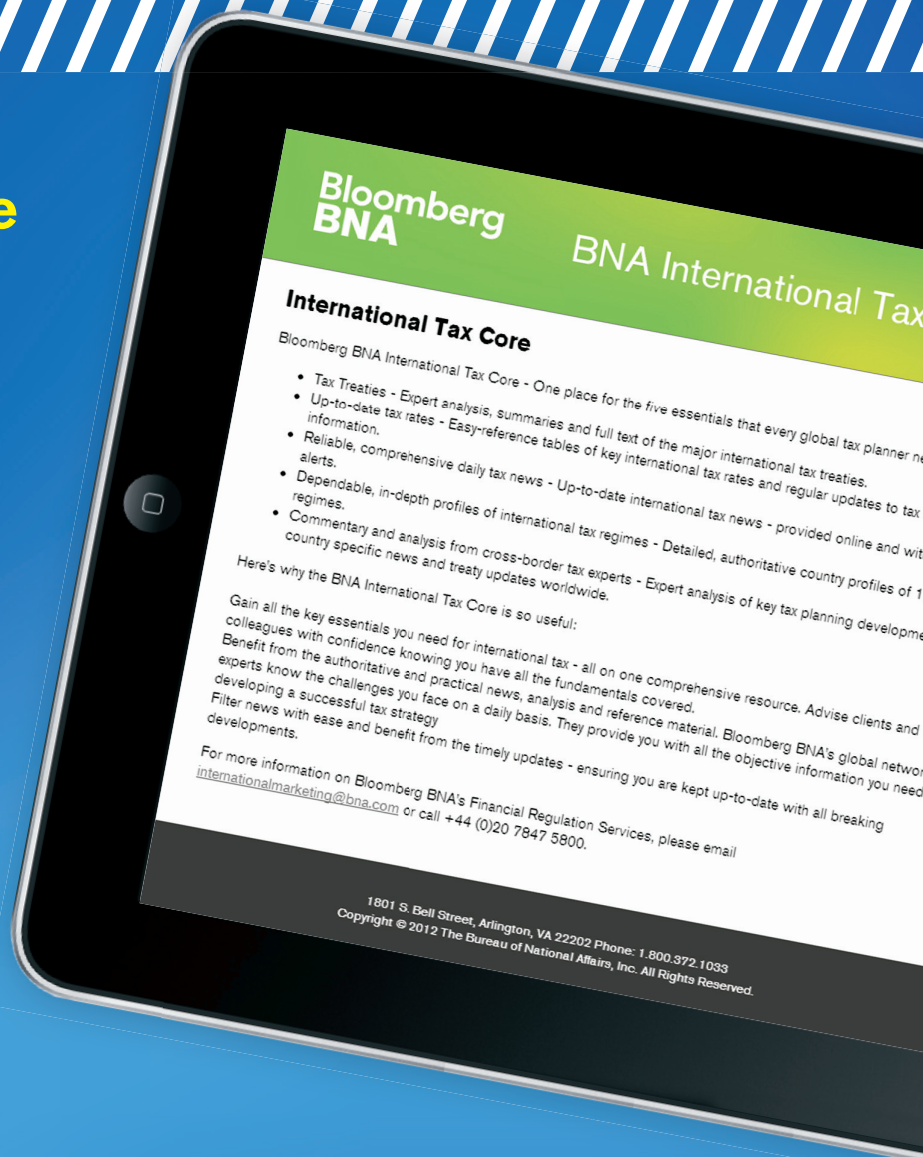 e
Bloomberg
BNA
BNA International Tax
International Tax Core
Bloomberg BNA International Tax Core - One place for the five essentials that every global tax planner ne
• Tax Treaties - Expert analysis, summaries and full text of the major international tax treaties.
• Up-to-date tax rates - Easy-reference tables of key international tax rates and regular updates to tax
information.
• Reliable, comprehensive daily tax news - Up-to-date international tax news - provided online and wit
alerts.
• Dependable, in-depth profiles of international tax regimes - Detailed, authoritative country profiles of 1
regimes.
• Commentary and analysis from cross-border tax experts - Expert analysis of key tax planning developme
country specific news and treaty updates worldwide.
Here's why the BNA International Tax Core is so useful:
Gain all the key essentials you need for international tax - all on one comprehensive resource. Advise clients and
colleagues with confidence knowing you have all the fundamentals covered.
Benefit from the authoritative and practical news, analysis and reference material. Bloomberg BNA's global networ
experts know the challenges you face on a daily basis. They provide you with all the objective information you need
developing a successful tax strategy
Filter news with ease and benefit from the timely updates - ensuring you are kept up-to-date with all breaking
developments.
For more information on Bloomberg BNA's Financial Regulation Services, please email
internationalmarketing@bna.com or call +44 (0)20 7847 5800.
1801 S. Bell Street, Arlington, VA 22202 Phone: 1.800.372.1033
Copyright © 2012 The Bureau of National Affairs, Inc. All Rights Reserved.